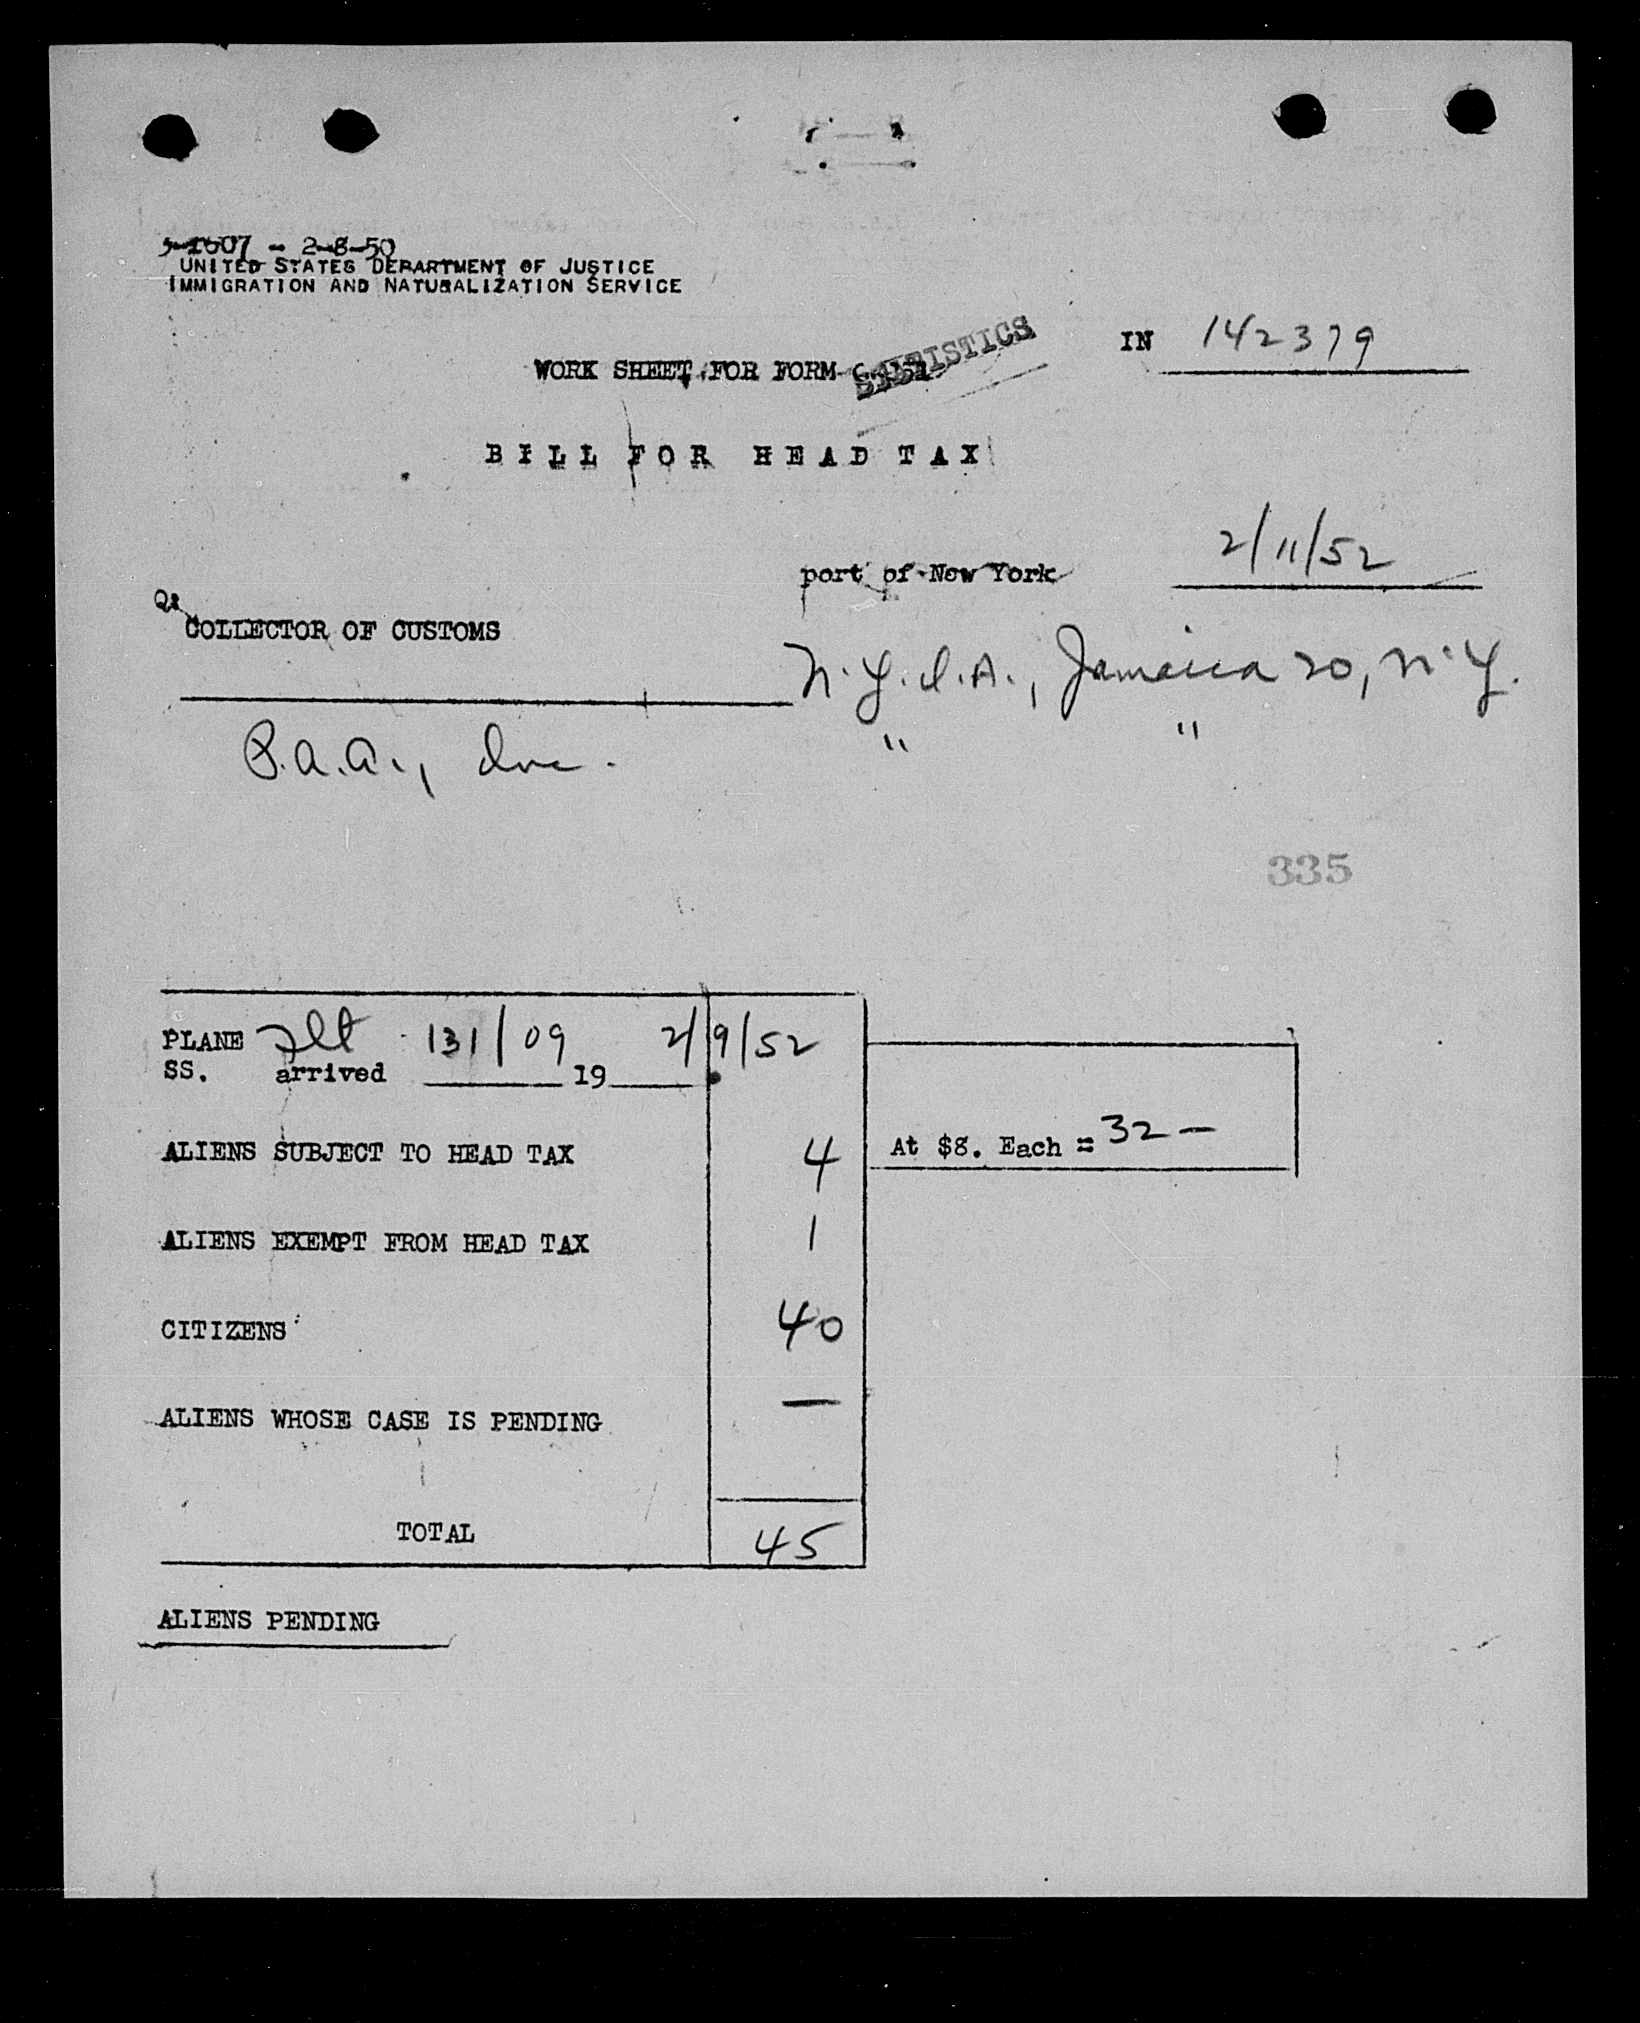 3-1607 - 2-8-50
UNITED STATES DEPARTMENT OF JUSTICE
IMMIGRATION AND NATURALIZATION SERVICE
IN 142379
WORK SHEET FOR FORM
STATISTICS
BILL FOR HEAD TAX
2/11/52
port of New York
COLLECTOR OF CUSTOMS
N.Y.I.A., Jamaica 20, N.Y.
P.A.A., Inc. " "
335
PLANE flt 131/09 2/9/52
SS. arrived 19
ALIENS SUBJECT TO HEAD TAX 4 At $8. Each = 32 —
ALIENS EXEMPT FROM HEAD TAX 1
CITIZENS 40
ALIENS WHOSE CASE IS PENDING —
TOTAL 45
ALIENS PENDING